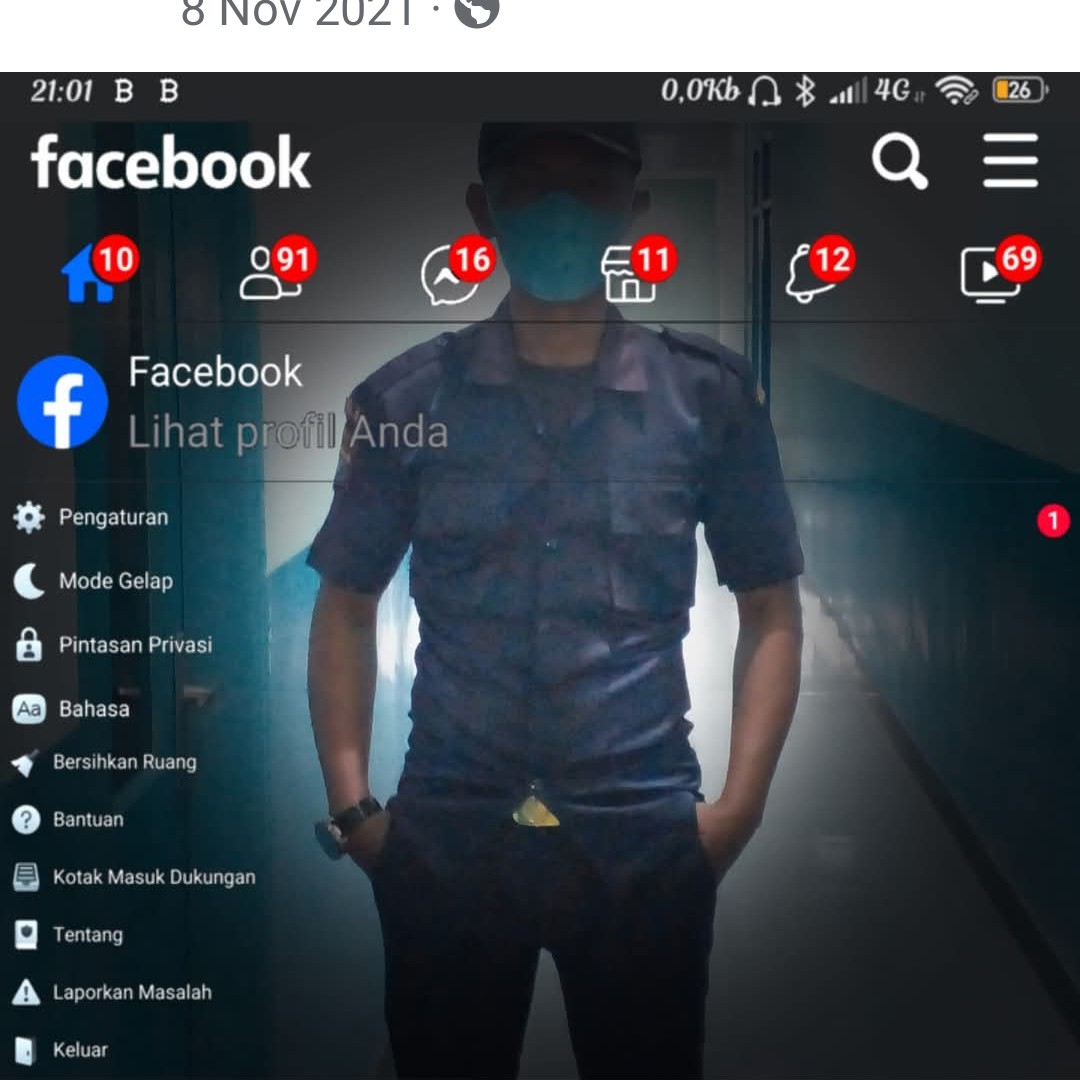 8 Nov 2021 ·
21:01 B B 0,0Kb 4G 26
facebook
10 91 16 11 12 69
Facebook
Lihat profil Anda
Pengaturan 1
Mode Gelap
Pintasan Privasi
Aa Bahasa
Bersihkan Ruang
? Bantuan
Kotak Masuk Dukungan
Tentang
Laporkan Masalah
Keluar